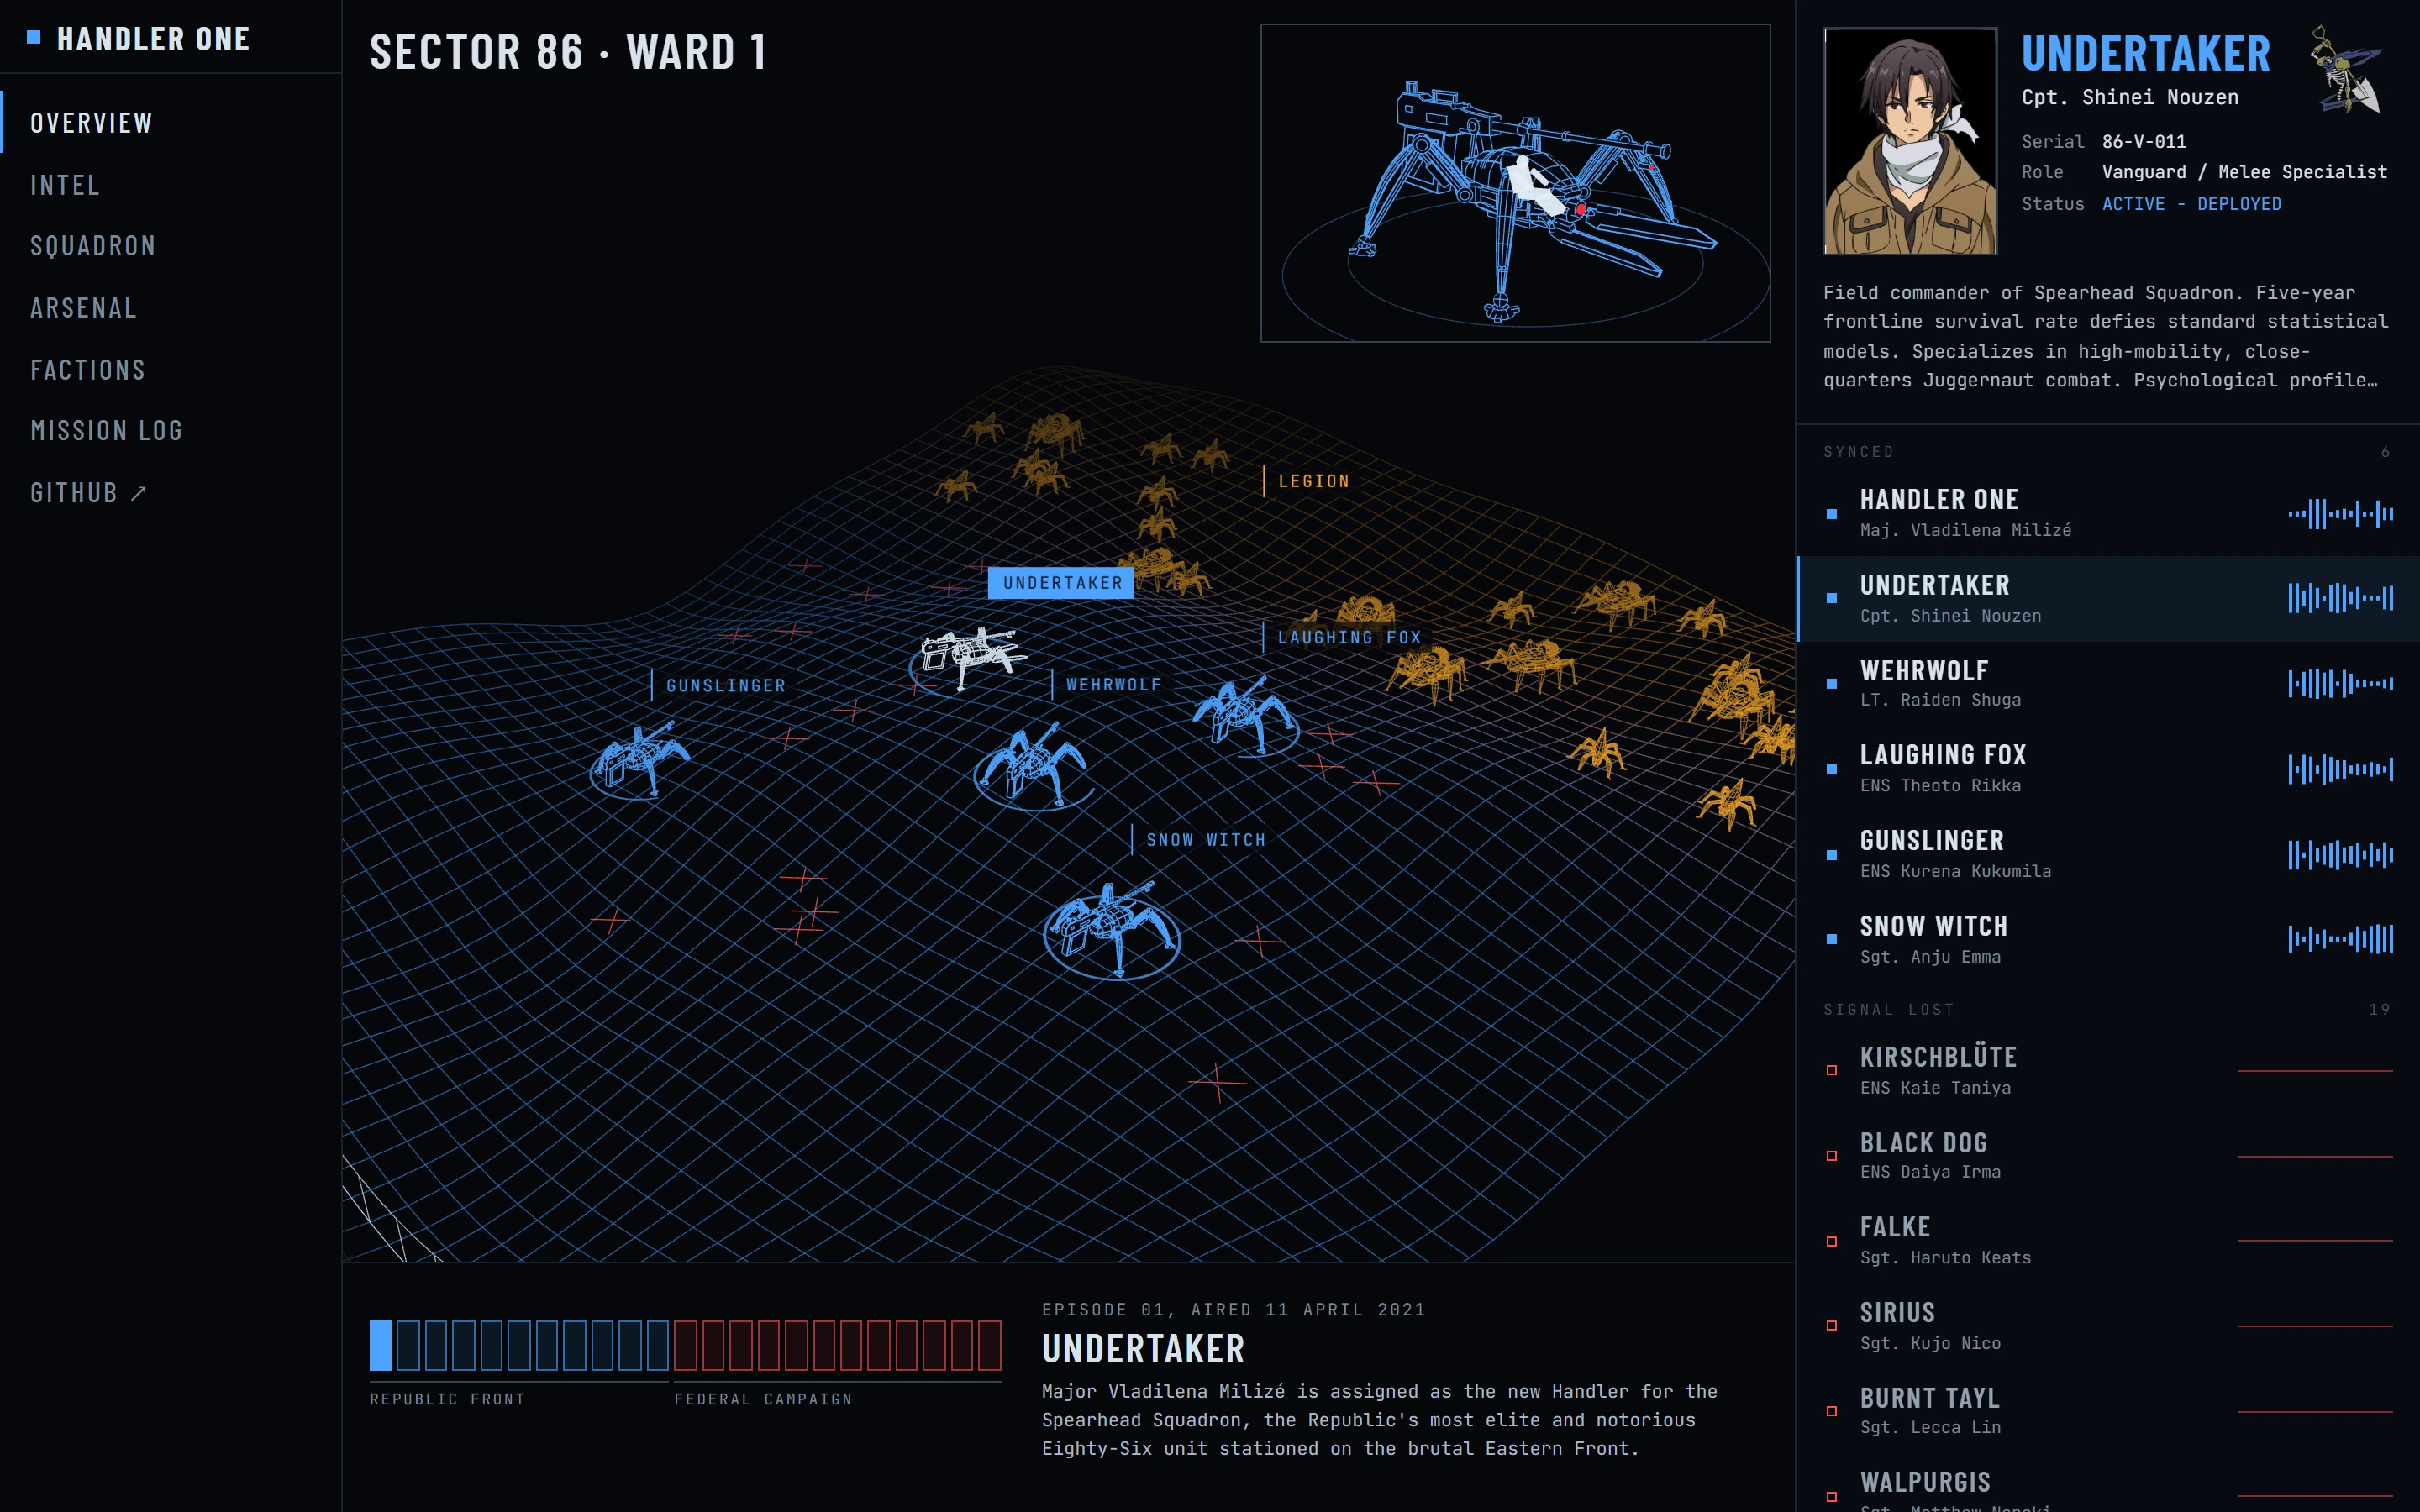 HANDLER ONE
OVERVIEW
INTEL
SQUADRON
ARSENAL
FACTIONS
MISSION LOG
GITHUB ↗
SECTOR 86 · WARD 1
LEGION
UNDERTAKER
LAUGHING FOX
GUNSLINGER
WEHRWOLF
SNOW WITCH
REPUBLIC FRONT
FEDERAL CAMPAIGN
EPISODE 01, AIRED 11 APRIL 2021
UNDERTAKER
Major Vladilena Milizé is assigned as the new Handler for the
Spearhead Squadron, the Republic's most elite and notorious
Eighty-Six unit stationed on the brutal Eastern Front.
UNDERTAKER
Cpt. Shinei Nouzen
Serial 86-V-011
Role Vanguard / Melee Specialist
Status ACTIVE - DEPLOYED
Field commander of Spearhead Squadron. Five-year
frontline survival rate defies standard statistical
models. Specializes in high-mobility, close-
quarters Juggernaut combat. Psychological profile…
SYNCED 6
HANDLER ONE
Maj. Vladilena Milizé
UNDERTAKER
Cpt. Shinei Nouzen
WEHRWOLF
LT. Raiden Shuga
LAUGHING FOX
ENS Theoto Rikka
GUNSLINGER
ENS Kurena Kukumila
SNOW WITCH
Sgt. Anju Emma
SIGNAL LOST 19
KIRSCHBLÜTE
ENS Kaie Taniya
BLACK DOG
ENS Daiya Irma
FALKE
Sgt. Haruto Keats
SIRIUS
Sgt. Kujo Nico
BURNT TAYL
Sgt. Lecca Lin
WALPURGIS